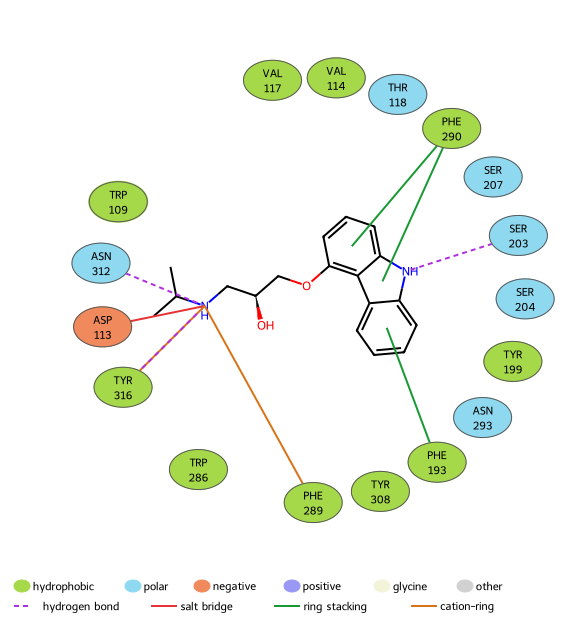 VAL
117
VAL
114
THR
118
PHE
290
SER
207
TRP
109
SER
203
ASN
312
NH
O
SER
204
ASP
113
N
H
OH
TYR
199
TYR
316
ASN
293
TRP
286
PHE
193
TYR
308
PHE
289
hydrophobic polar negative positive glycine other
hydrogen bond salt bridge ring stacking cation-ring